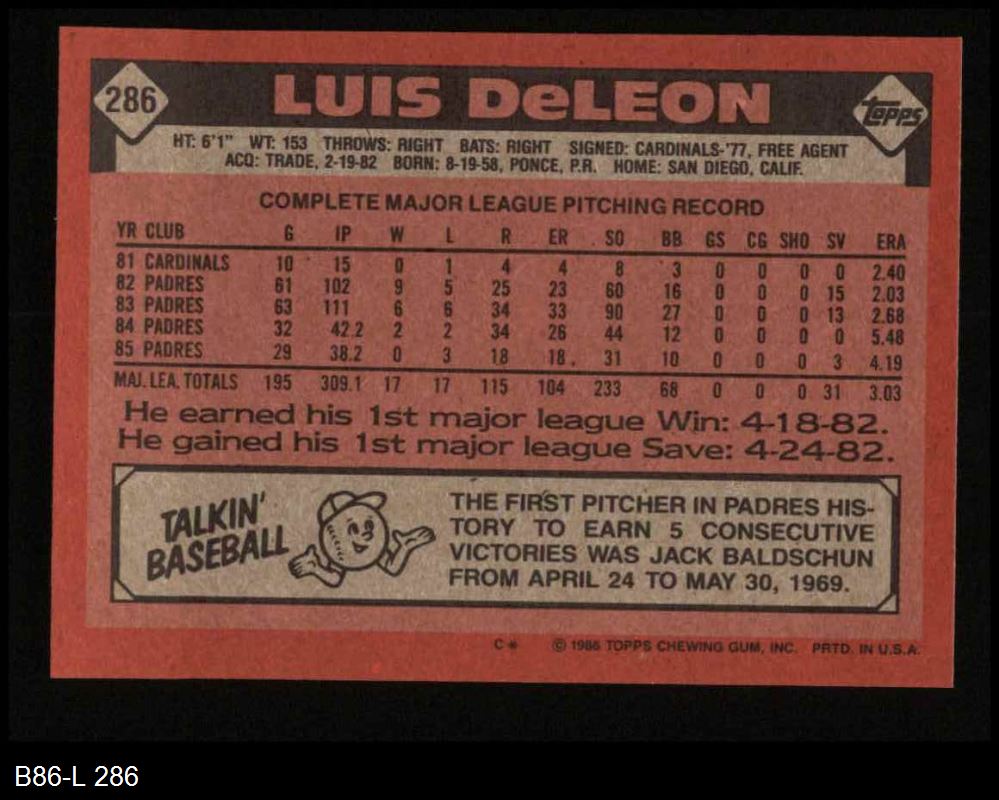 286
LUIS DeLEON
Topps
HT: 6'1" WT: 153 THROWS: RIGHT BATS: RIGHT SIGNED: CARDINALS-'77, FREE AGENT
ACQ: TRADE, 2-19-82 BORN: 8-19-58, PONCE, P.R. HOME: SAN DIEGO, CALIF.
COMPLETE MAJOR LEAGUE PITCHING RECORD
YR CLUB G IP W L R ER SO BB GS CG SHO SV ERA
81 CARDINALS 10 15 0 1 4 4 8 3 0 0 0 0 2.40
82 PADRES 61 102 9 5 25 23 60 16 0 0 0 15 2.03
83 PADRES 63 111 6 6 34 33 90 27 0 0 0 13 2.68
84 PADRES 32 42.2 2 2 34 26 44 12 0 0 0 0 5.48
85 PADRES 29 38.2 0 3 18 18 31 10 0 0 0 3 4.19
MAJ. LEA. TOTALS 195 309.1 17 17 115 104 233 68 0 0 0 31 3.03
He earned his 1st major league Win: 4-18-82.
He gained his 1st major league Save: 4-24-82.
TALKIN'
BASEBALL
THE FIRST PITCHER IN PADRES HIS-
TORY TO EARN 5 CONSECUTIVE
VICTORIES WAS JACK BALDSCHUN
FROM APRIL 24 TO MAY 30, 1969.
C* © 1986 TOPPS CHEWING GUM, INC. PRTD. IN U.S.A.
B86-L 286